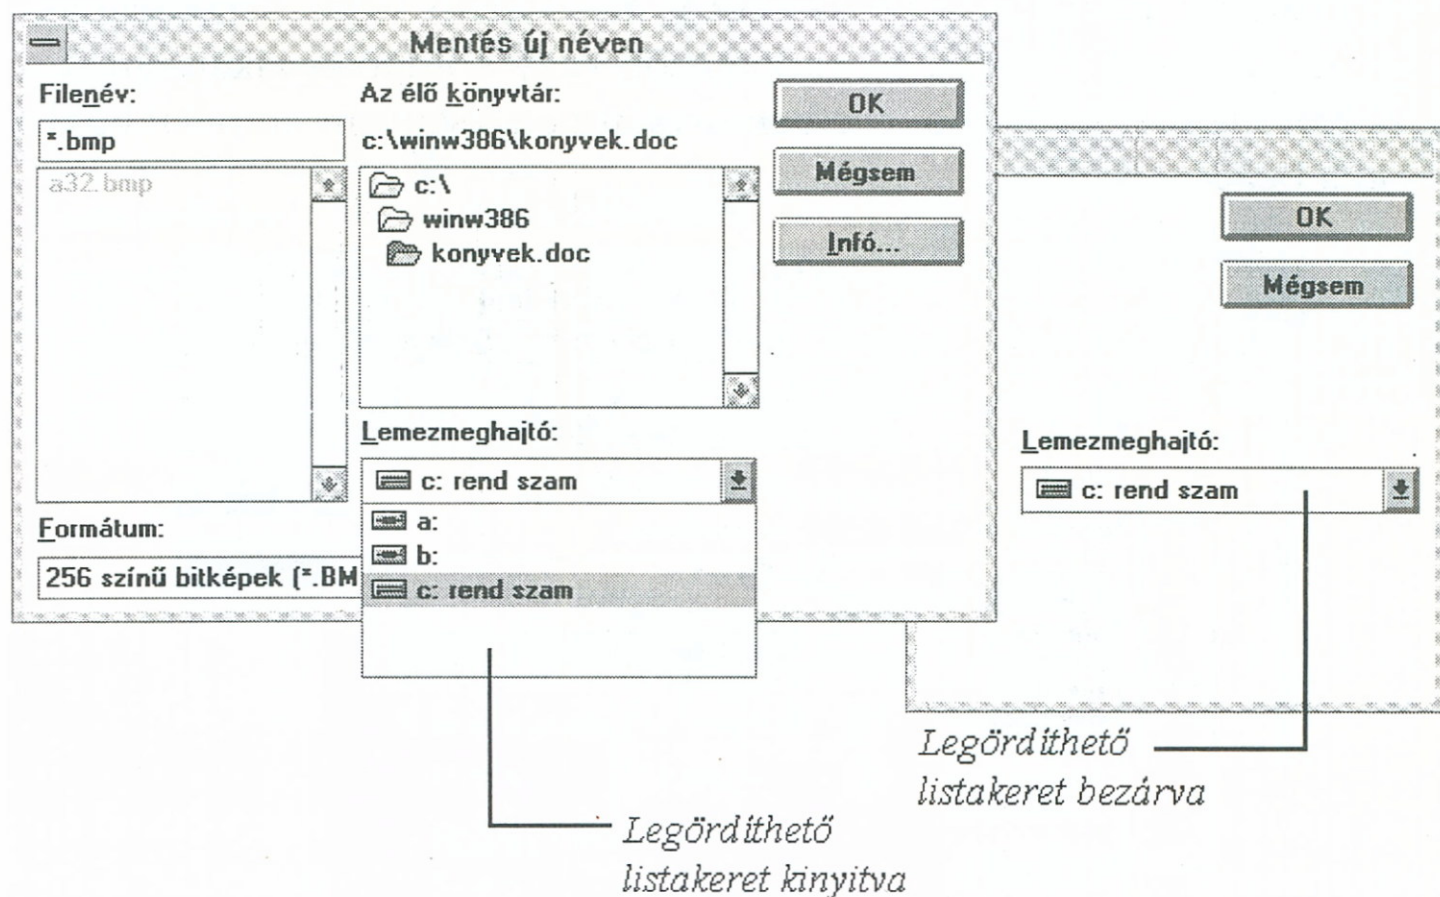 Mentés új néven
Filenév:
*.bmp
a32.bmp
Formátum:
256 színű bitképek (*.BM
Az élő könyvtár:
c:\winw386\konyvek.doc
c:\
winw386
konyvek.doc
Lemezmeghajtó:
c: rend szam
a:
b:
c: rend szam
OK
Mégsem
Infó...
OK
Mégsem
Lemezmeghajtó:
c: rend szam
Legördíthető
listakeret bezárva
Legördíthető
listakeret kinyitva